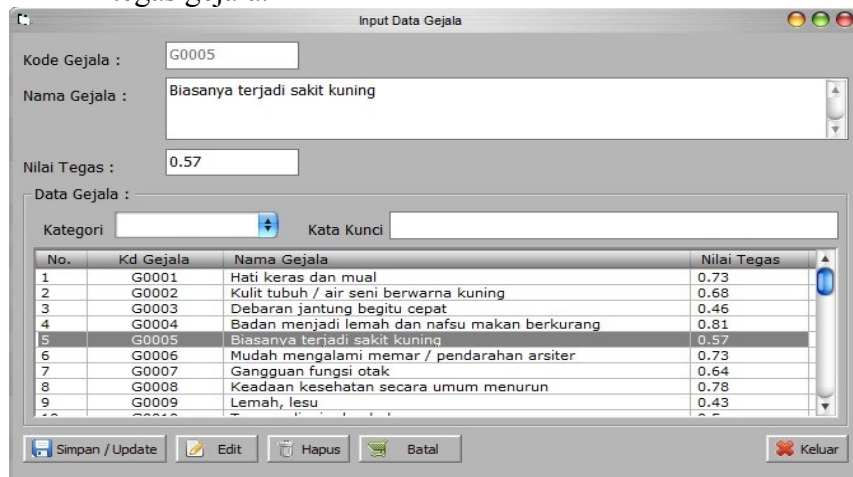 tegas gejala.
Input Data Gejala
Kode Gejala : G0005
Nama Gejala : Biasanya terjadi sakit kuning
Nilai Tegas : 0.57
Data Gejala :
Kategori Kata Kunci
No. Kd Gejala Nama Gejala Nilai Tegas
1 G0001 Hati keras dan mual 0.73
2 G0002 Kulit tubuh / air seni berwarna kuning 0.68
3 G0003 Debaran jantung begitu cepat 0.46
4 G0004 Badan menjadi lemah dan nafsu makan berkurang 0.81
5 G0005 Biasanya terjadi sakit kuning 0.57
6 G0006 Mudah mengalami memar / pendarahan arsiter 0.73
7 G0007 Gangguan fungsi otak 0.64
8 G0008 Keadaan kesehatan secara umum menurun 0.78
9 G0009 Lemah, lesu 0.43
Simpan / Update Edit Hapus Batal Keluar